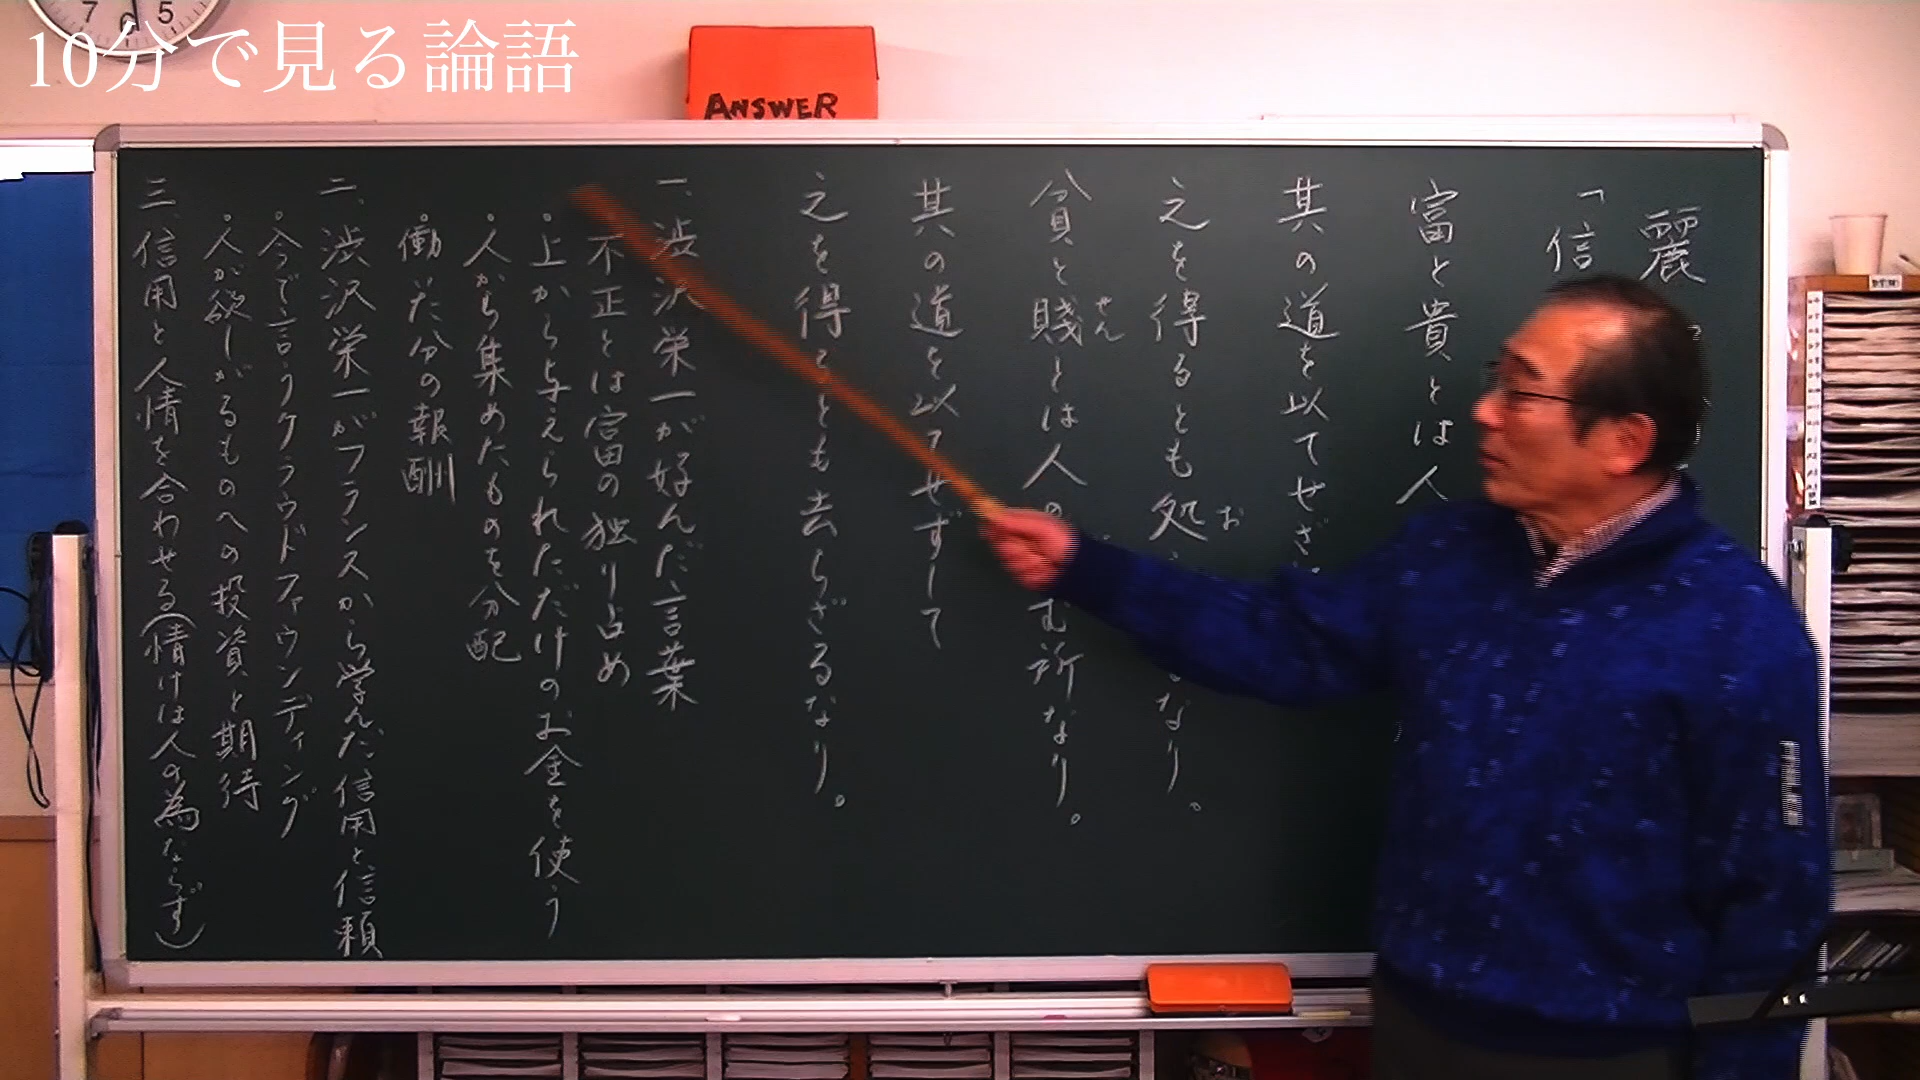 10分で見る論語
ANSWER
7 6 5
麗
「信
富と貴とは人
其の道を以てせざ
之を得るとも処 なり。
お
貧と賤とは人の む所なり。
せん
其の道を以てせずして
之を得るとも去らざるなり。
一、渋沢栄一が好んだ言葉
不正とは富の独り占め
・上から与えられただけのお金を使う
・人から集めたものを分配
・働いた分の報酬
二、渋沢栄一がフランスから学んだ信用と信頼
・今で言うクラウドファウンディング
・人が欲しがるものへの投資と期待
三、信用と人情を合わせる(情けは人の為ならず)